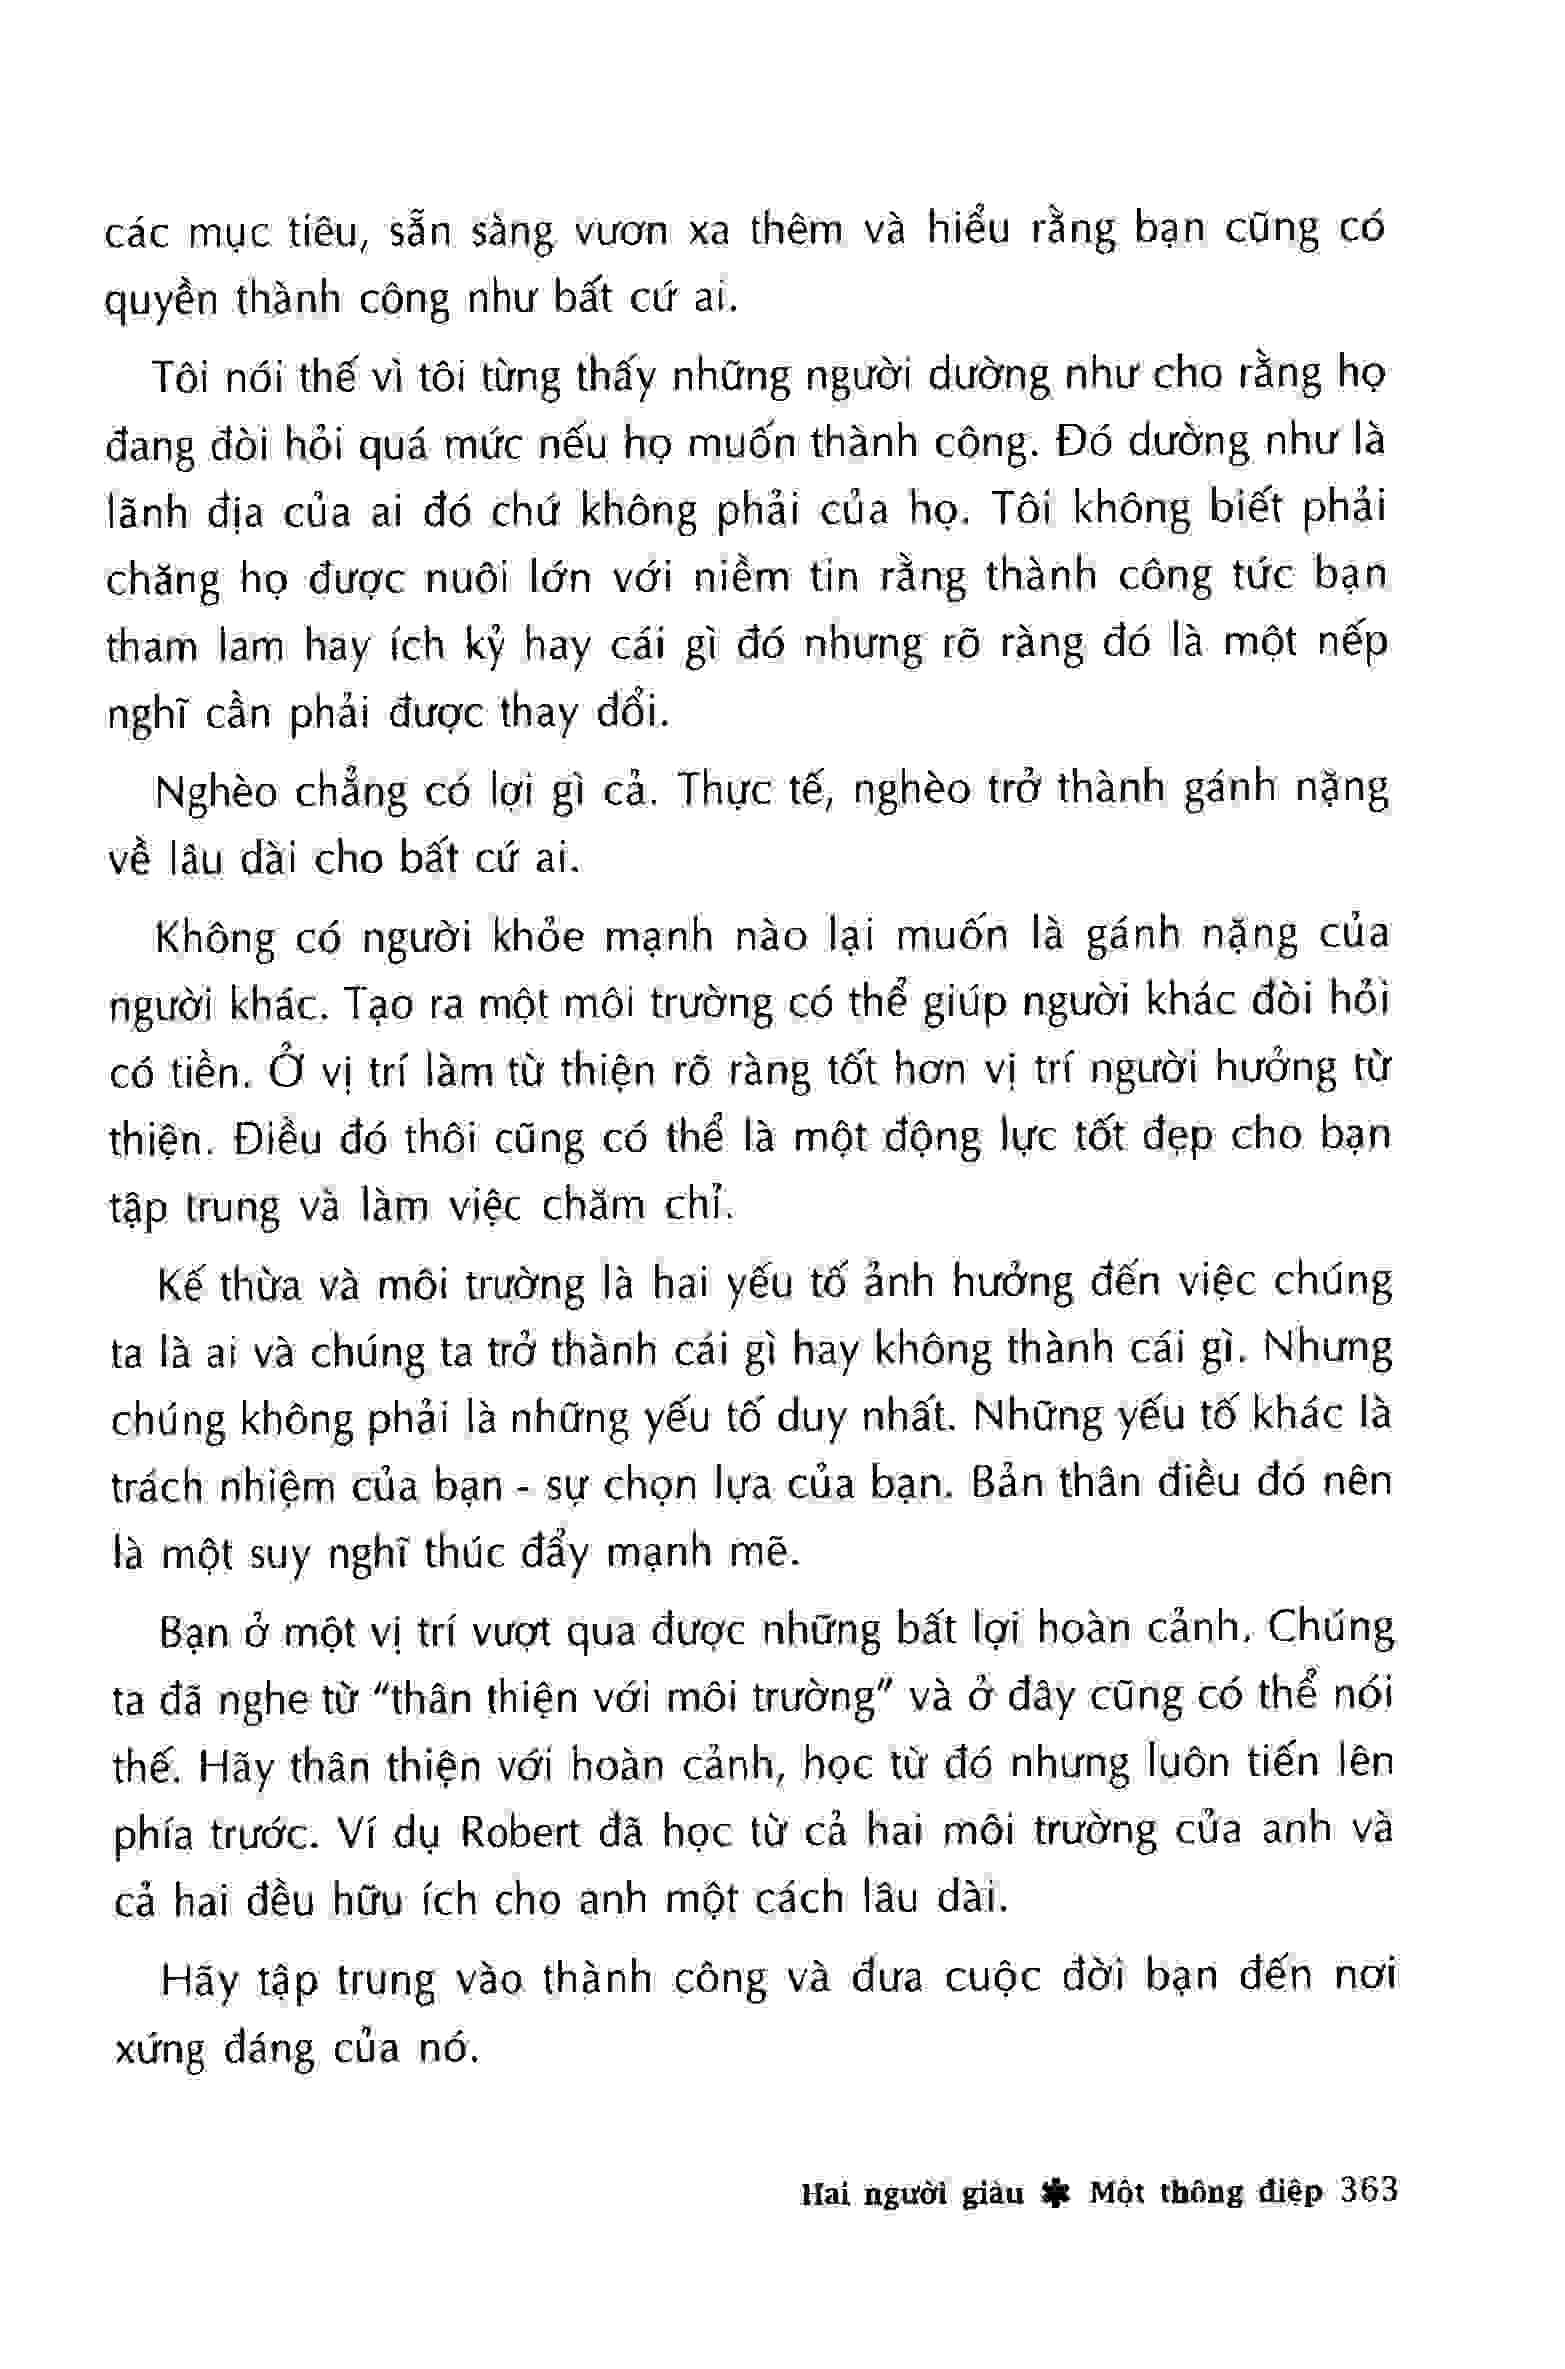 các mục tiêu, sẵn sàng vươn xa thêm và hiểu rằng bạn cũng có
quyền thành công như bất cứ ai.
Tôi nói thế vì tôi từng thấy những người dường như cho rằng họ
đang đòi hỏi quá mức nếu họ muốn thành công. Đó dường như là
lãnh địa của ai đó chứ không phải của họ. Tôi không biết phải
chăng họ được nuôi lớn với niềm tin rằng thành công tức bạn
tham lam hay ích kỷ hay cái gì đó nhưng rõ ràng đó là một nếp
nghĩ cần phải được thay đổi.
Nghèo chẳng có lợi gì cả. Thực tế, nghèo trở thành gánh nặng
về lâu dài cho bất cứ ai.
Không có người khỏe mạnh nào lại muốn là gánh nặng của
người khác. Tạo ra một môi trường có thể giúp người khác đòi hỏi
có tiền. Ở vị trí làm từ thiện rõ ràng tốt hơn vị trí người hưởng từ
thiện. Điều đó thôi cũng có thể là một động lực tốt đẹp cho bạn
tập trung và làm việc chăm chỉ.
Kế thừa và môi trường là hai yếu tố ảnh hưởng đến việc chúng
ta là ai và chúng ta trở thành cái gì hay không thành cái gì. Nhưng
chúng không phải là những yếu tố duy nhất. Những yếu tố khác là
trách nhiệm của bạn - sự chọn lựa của bạn. Bản thân điều đó nên
là một suy nghĩ thúc đẩy mạnh mẽ.
Bạn ở một vị trí vượt qua được những bất lợi hoàn cảnh. Chúng
ta đã nghe từ "thân thiện với môi trường" và ở đây cũng có thể nói
thế. Hãy thân thiện với hoàn cảnh, học từ đó nhưng luôn tiến lên
phía trước. Ví dụ Robert đã học từ cả hai môi trường của anh và
cả hai đều hữu ích cho anh một cách lâu dài.
Hãy tập trung vào thành công và đưa cuộc đời bạn đến nơi
xứng đáng của nó.
Hai người giàu ✱ Một thông điệp 363